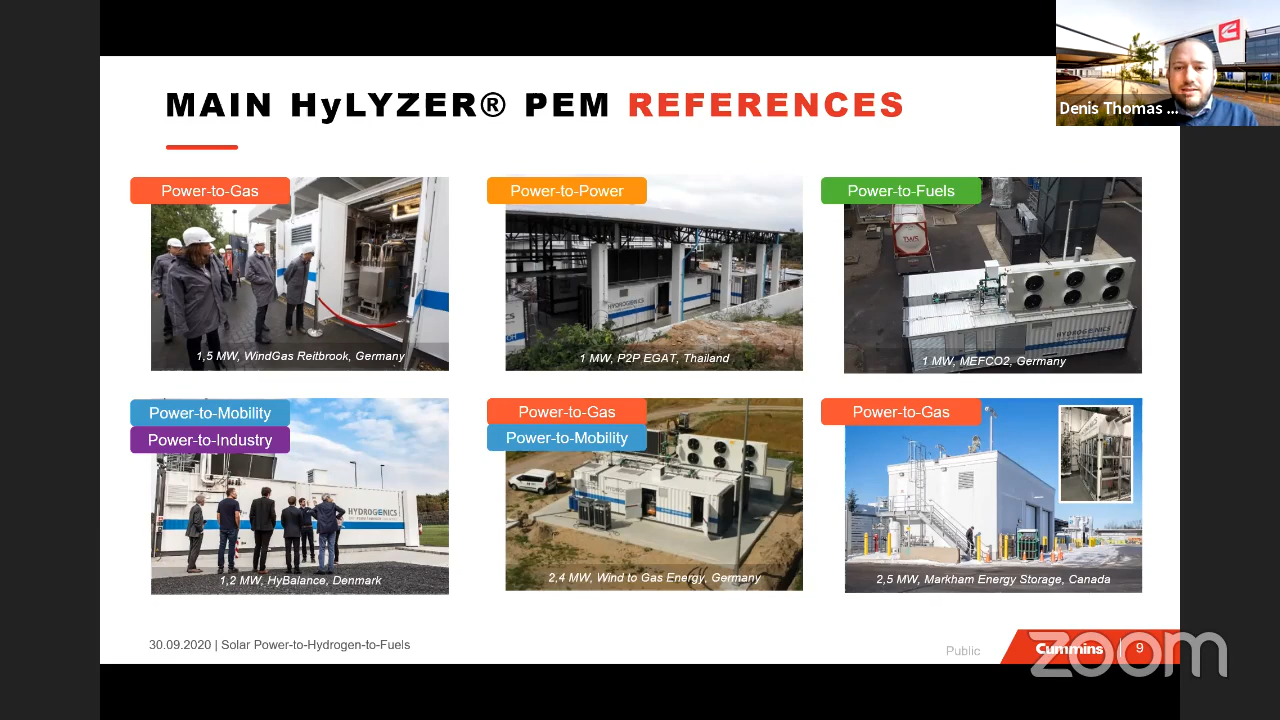 MAIN HyLYZER® PEM REFERENCES
Denis Thomas ...
Power-to-Gas
1,5 MW, WindGas Reitbrook, Germany
Power-to-Power
HYDROGENICS
1 MW, P2P EGAT, Thailand
Power-to-Fuels
TWS
HYDROGENICS
1 MW, MEFCO2, Germany
Power-to-Mobility
Power-to-Industry
HYDROGENICS
1,2 MW, HyBalance, Denmark
Power-to-Gas
Power-to-Mobility
2,4 MW, Wind to Gas Energy, Germany
Power-to-Gas
2,5 MW, Markham Energy Storage, Canada
30.09.2020 | Solar Power-to-Hydrogen-to-Fuels
Public
Cummins
9
zoom